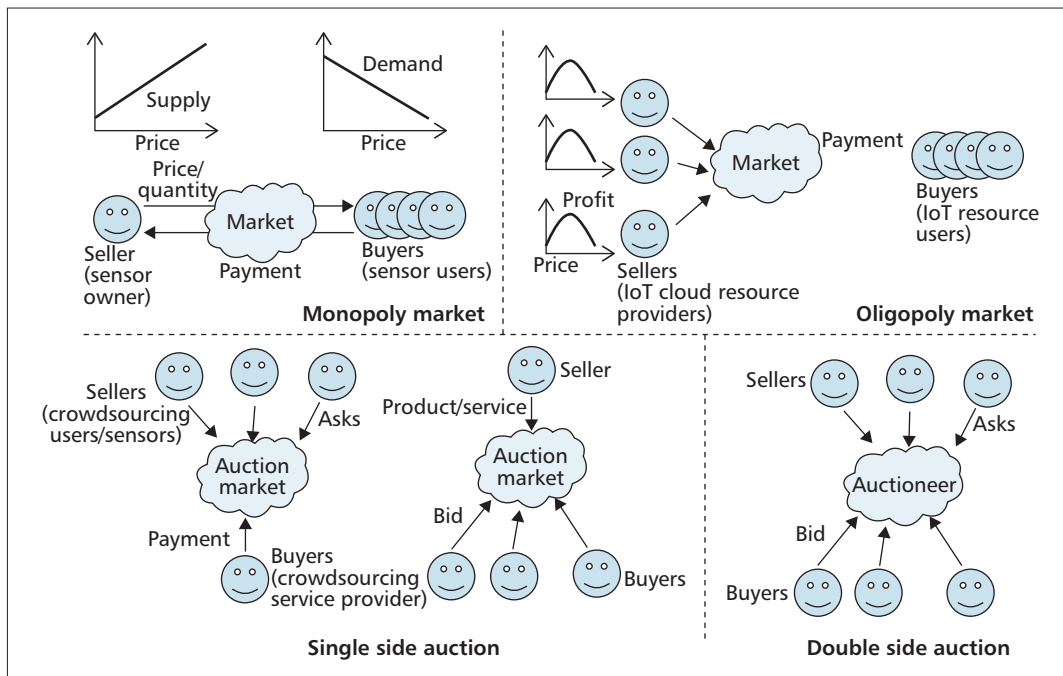 Supply
Price
Demand
Price
Price/
quantity
Market
Payment
Seller
(sensor
owner)
Buyers
(sensor users)
Monopoly market
Profit
Price
Market
Payment
Sellers
(IoT cloud resource
providers)
Buyers
(IoT resource
users)
Oligopoly market
Sellers
(crowdsourcing
users/sensors)
Asks
Auction
market
Payment
Buyers
(crowdsourcing
service provider)
Seller
Product/service
Auction
market
Bid
Buyers
Single side auction
Sellers
Asks
Auctioneer
Bid
Buyers
Double side auction